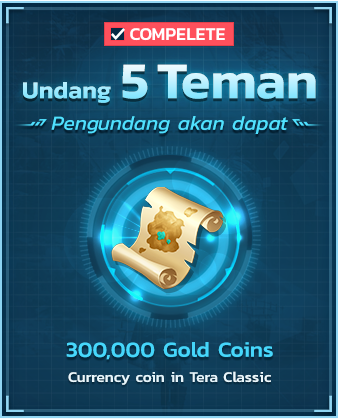 COMPELETE
Undang 5 Teman
Pengundang akan dapat
300,000 Gold Coins
Currency coin in Tera Classic